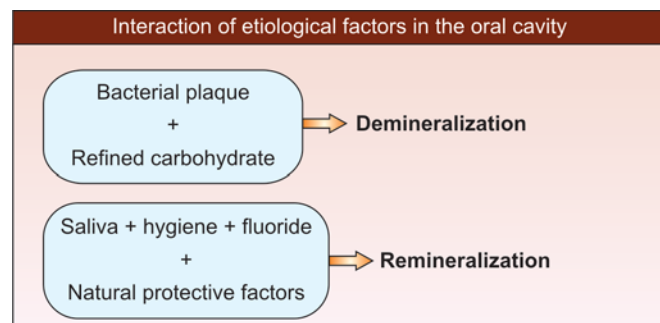 Interaction of etiological factors in the oral cavity
Bacterial plaque
+
Refined carbohydrate
Demineralization
Saliva + hygiene + fluoride
+
Natural protective factors
Remineralization